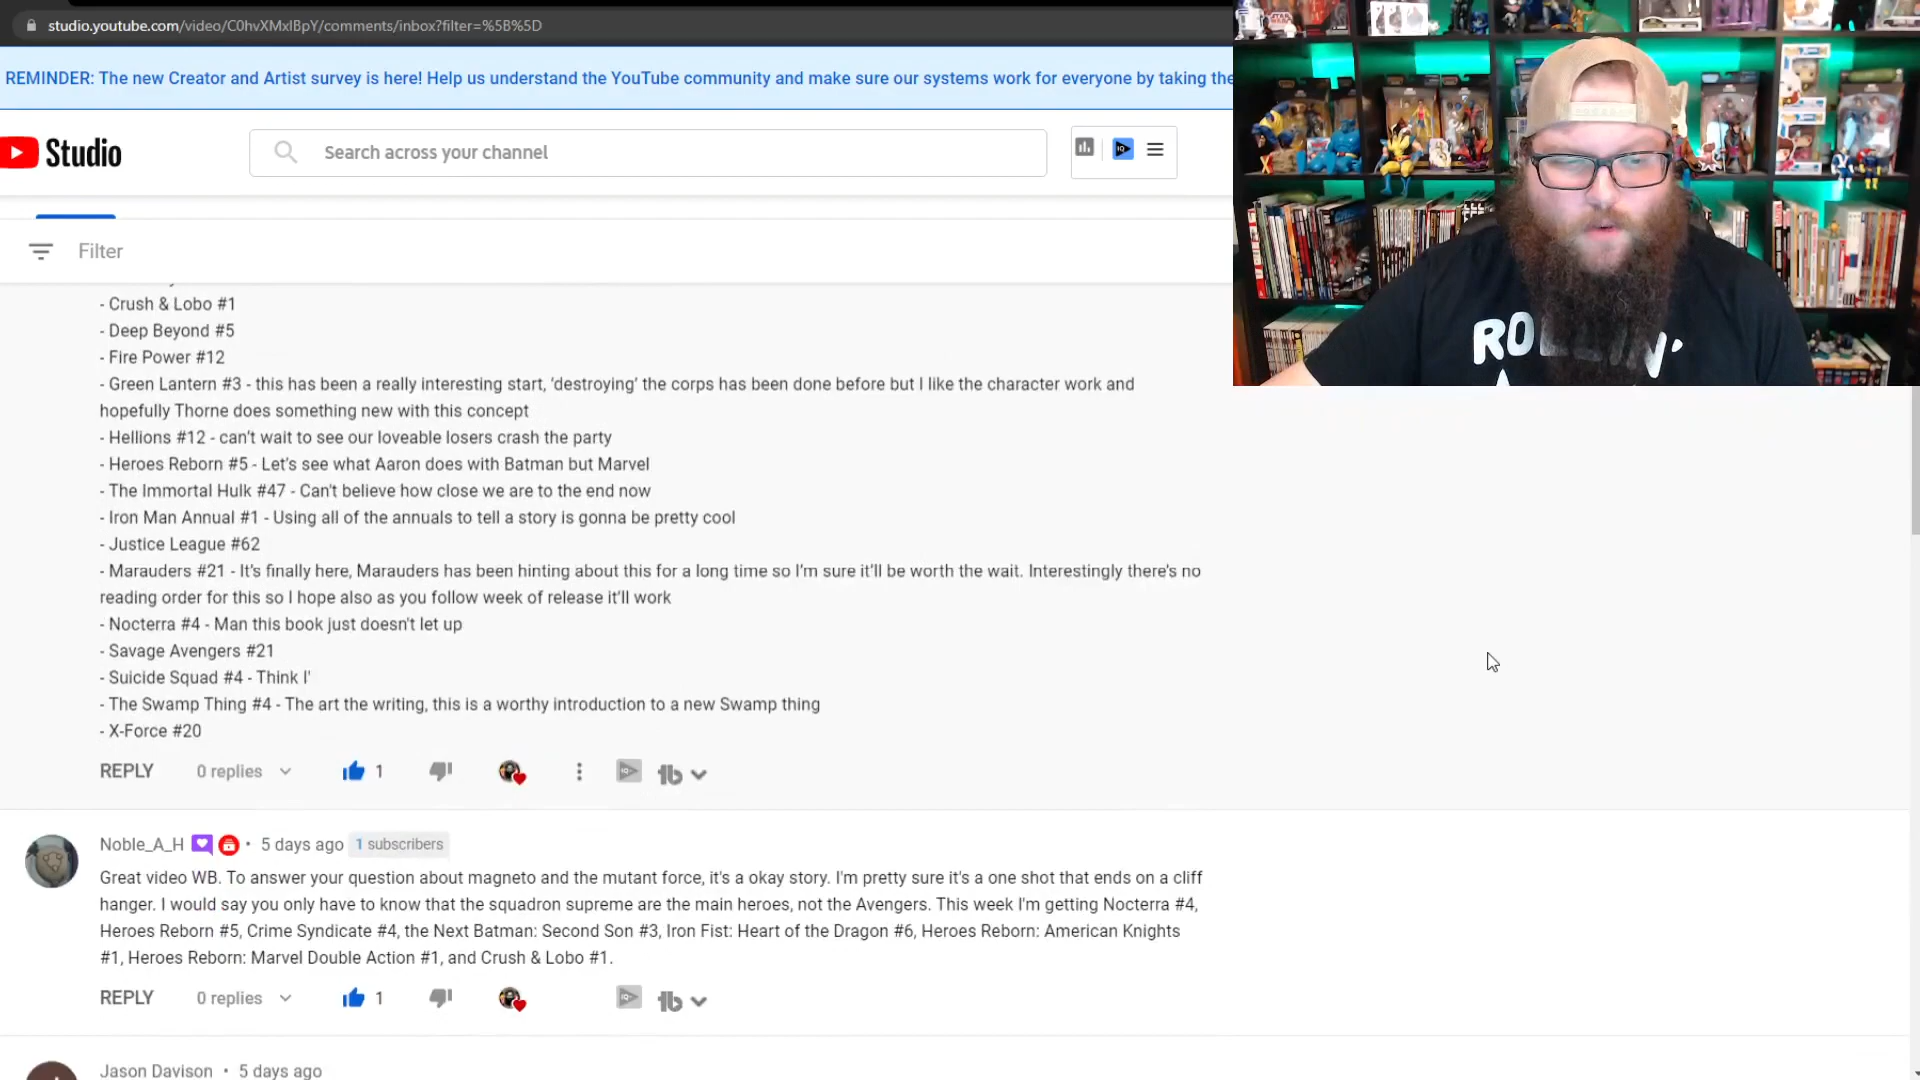 studio.youtube.com/video/C0hvXMxlBpY/comments/inbox?filter=%5B%5D
REMINDER: The new Creator and Artist survey is here! Help us understand the YouTube community and make sure our systems work for everyone by taking the
Studio
Search across your channel
Filter
- Crush & Lobo #1
- Deep Beyond #5
- Fire Power #12
- Green Lantern #3 - this has been a really interesting start, 'destroying' the corps has been done before but I like the character work and
hopefully Thorne does something new with this concept
- Hellions #12 - can't wait to see our loveable losers crash the party
- Heroes Reborn #5 - Let's see what Aaron does with Batman but Marvel
- The Immortal Hulk #47 - Can't believe how close we are to the end now
- Iron Man Annual #1 - Using all of the annuals to tell a story is gonna be pretty cool
- Justice League #62
- Marauders #21 - It's finally here, Marauders has been hinting about this for a long time so I'm sure it'll be worth the wait. Interestingly there's no
reading order for this so I hope also as you follow week of release it'll work
- Nocterra #4 - Man this book just doesn't let up
- Savage Avengers #21
- Suicide Squad #4 - Think I'
- The Swamp Thing #4 - The art the writing, this is a worthy introduction to a new Swamp thing
- X-Force #20
REPLY 0 replies 1
Noble_A_H • 5 days ago 1 subscribers
Great video WB. To answer your question about magneto and the mutant force, it's a okay story. I'm pretty sure it's a one shot that ends on a cliff
hanger. I would say you only have to know that the squadron supreme are the main heroes, not the Avengers. This week I'm getting Nocterra #4,
Heroes Reborn #5, Crime Syndicate #4, the Next Batman: Second Son #3, Iron Fist: Heart of the Dragon #6, Heroes Reborn: American Knights
#1, Heroes Reborn: Marvel Double Action #1, and Crush & Lobo #1.
REPLY 0 replies 1
Jason Davison • 5 days ago